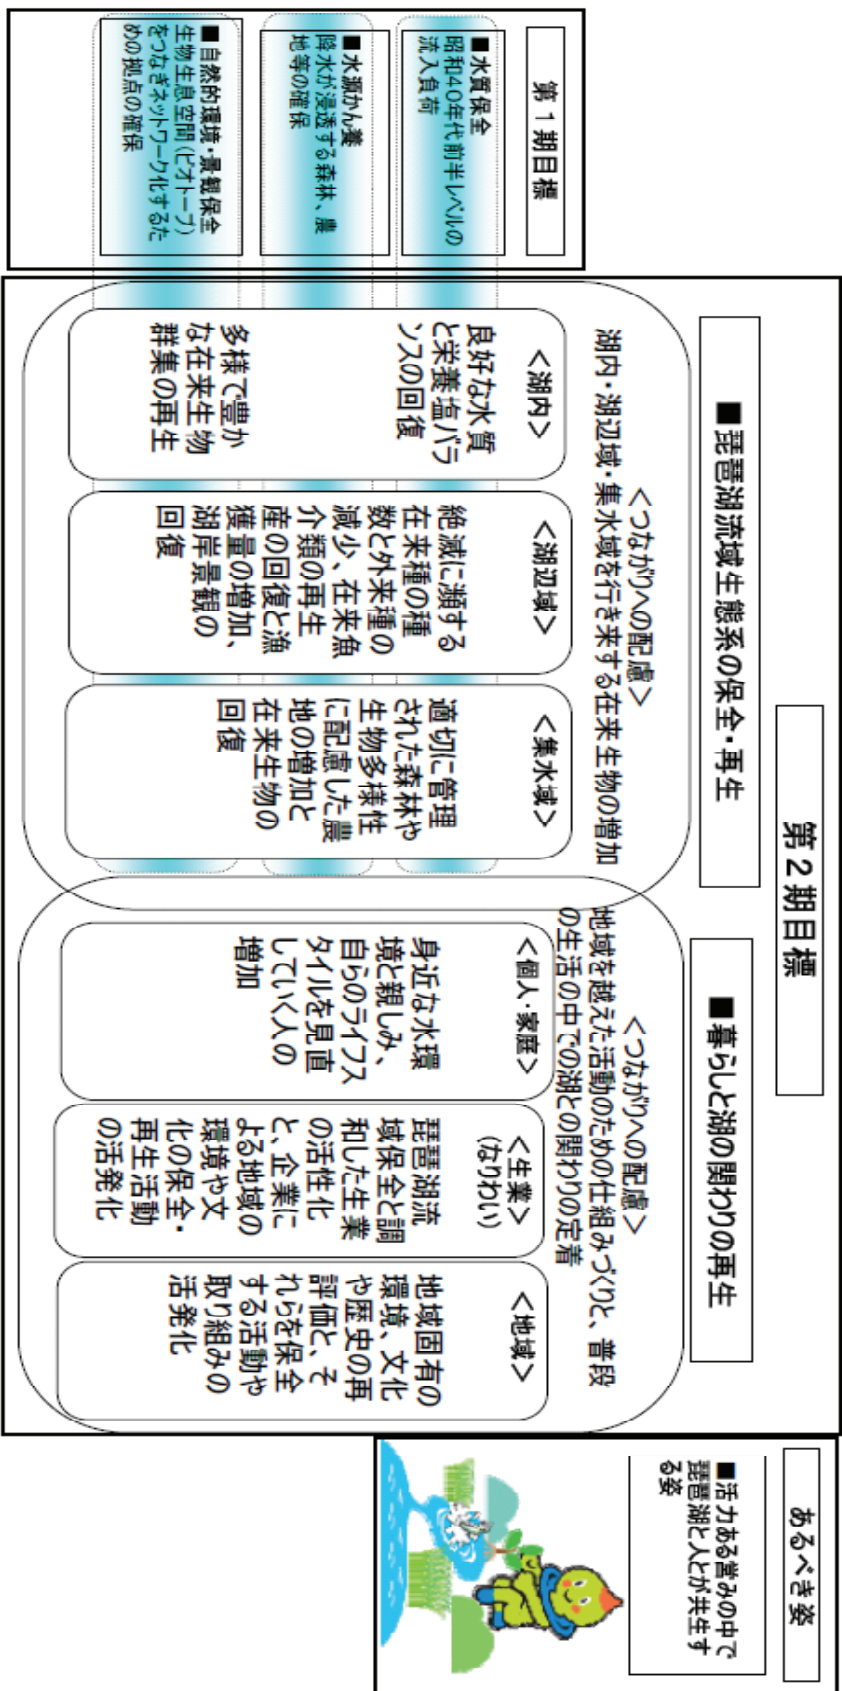 第１期目標
■水質保全
昭和４０年代前半レベルの
流入負荷
■水源かん養
降水が浸透する森林、農
地等の確保
■自然的環境・景観保全
生物生息空間(ビオトープ)
をつなぎネットワーク化するた
めの拠点の確保
第２期目標
■琵琶湖流域生態系の保全・再生
＜つながりへの配慮＞
湖内・湖辺域・集水域を行き来する在来生物の増加
＜湖内＞
良好な水質
と栄養塩バラ
ンスの回復
多様で豊か
な在来生物
群集の再生
＜湖辺域＞
絶滅に瀕する
在来種の種
数と外来種の
減少、在来魚
介類の再生
産の回復と漁
獲量の増加、
湖岸景観の
回復
＜集水域＞
適切に管理
された森林や
生物多様性
に配慮した農
地の増加と
在来生物の
回復
■暮らしと湖の関わりの再生
＜つながりへの配慮＞
地域を越えた活動のための仕組みづくりと、普段
の生活の中での湖との関わりの定着
＜個人・家庭＞
身近な水環
境と親しみ、
自らのライフス
タイルを見直
していく人の
増加
＜生業＞
(なりわい)
琵琶湖流
域保全と調
和した生業
の活性化
と、企業に
よる地域の
環境や文
化の保全・
再生活動
の活発化
＜地域＞
地域固有の
環境、文化
や歴史の再
評価と、そ
れらを保全
する活動や
取り組みの
活発化
あるべき姿
■活力ある営みの中で
琵琶湖と人とが共生す
る姿